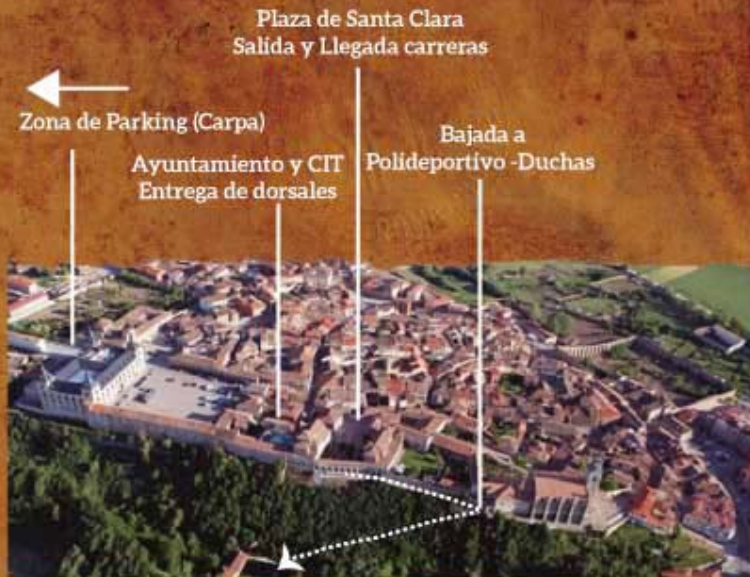 Plaza de Santa Clara
Salida y Llegada carreras
Zona de Parking (Carpa)
Ayuntamiento y CIT
Entrega de dorsales
Bajada a
Polideportivo -Duchas